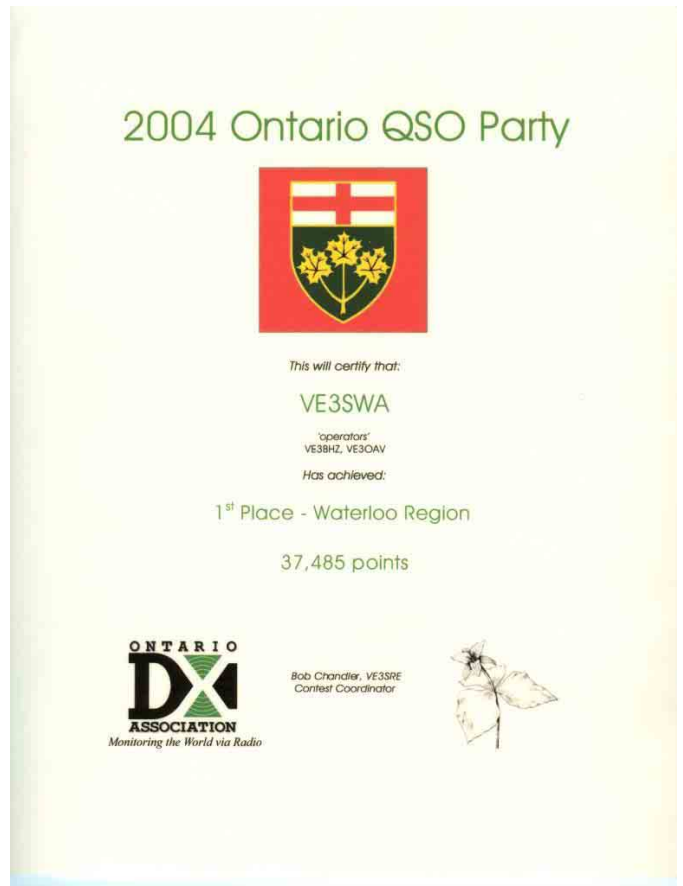 2004 Ontario QSO Party
This will certify that:
VE3SWA
'operators'
VE3BHZ, VE3OAV
Has achieved:
1st Place - Waterloo Region
37,485 points
ONTARIO
DX
ASSOCIATION
Monitoring the World via Radio
Bob Chandler, VE3SRE
Contest Coordinator